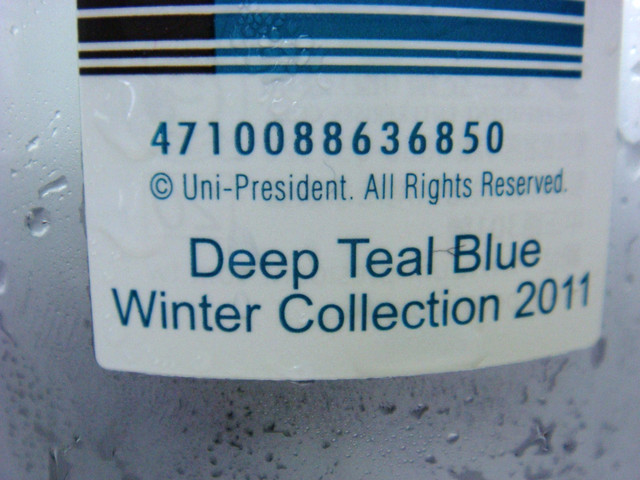 4710088636850
© Uni-President. All Rights Reserved.
Deep Teal Blue
Winter Collection 2011